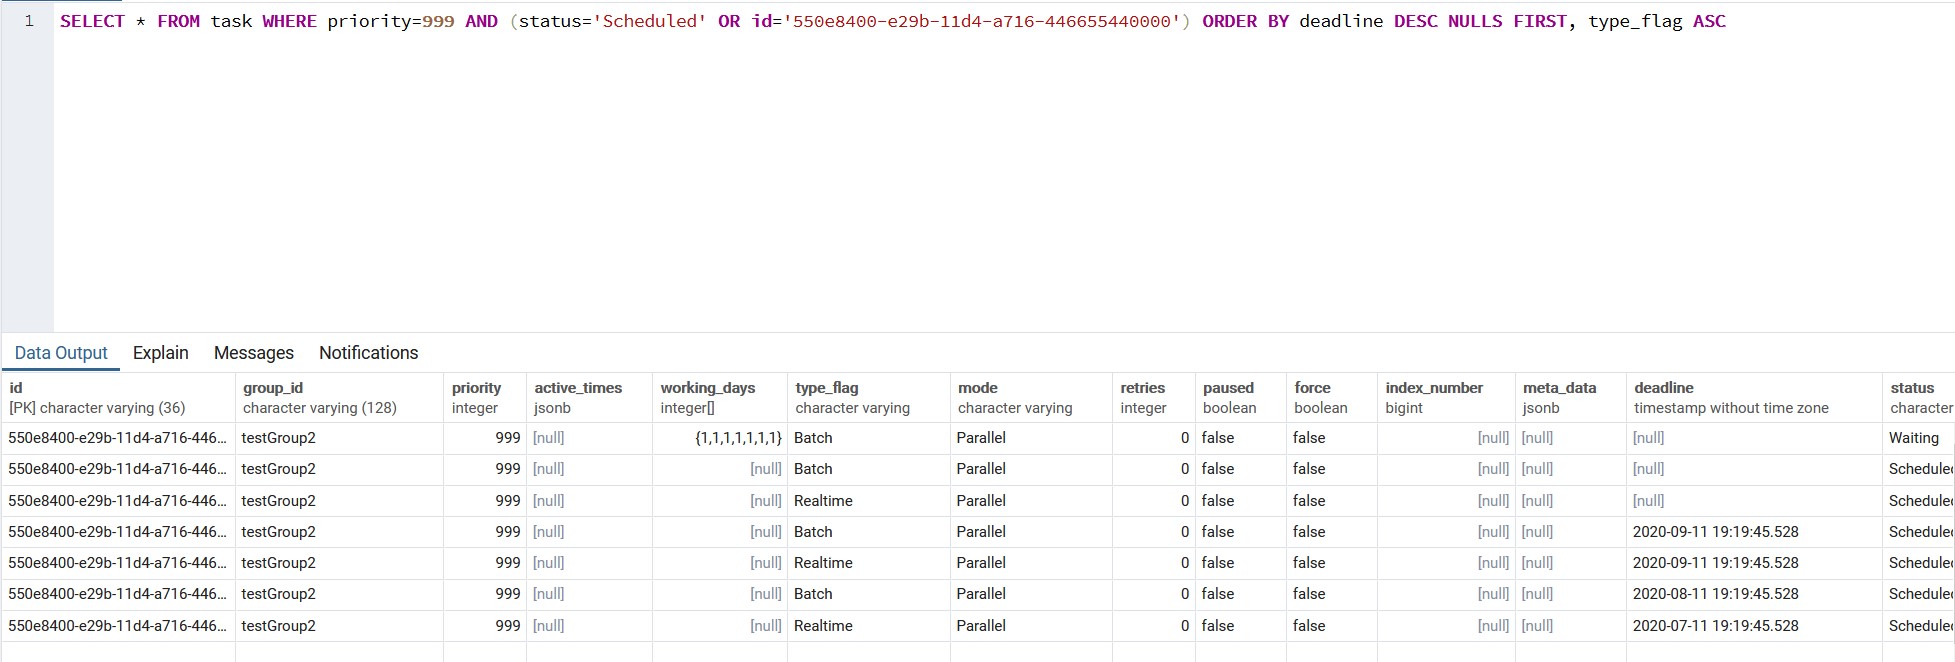 1 SELECT * FROM task WHERE priority=999 AND (status='Scheduled' OR id='550e8400-e29b-11d4-a716-446655440000') ORDER BY deadline DESC NULLS FIRST, type_flag ASC
Data Output Explain Messages Notifications
id group_id priority active_times working_days type_flag mode retries paused force index_number meta_data deadline status
[PK] character varying (36) character varying (128) integer jsonb integer[] character varying character varying integer boolean boolean bigint jsonb timestamp without time zone character
550e8400-e29b-11d4-a716-446... testGroup2 999 [null] {1,1,1,1,1,1,1} Batch Parallel 0 false false [null] [null] [null] Waiting
550e8400-e29b-11d4-a716-446... testGroup2 999 [null] [null] Batch Parallel 0 false false [null] [null] [null] Scheduled
550e8400-e29b-11d4-a716-446... testGroup2 999 [null] [null] Realtime Parallel 0 false false [null] [null] [null] Scheduled
550e8400-e29b-11d4-a716-446... testGroup2 999 [null] [null] Batch Parallel 0 false false [null] [null] 2020-09-11 19:19:45.528 Scheduled
550e8400-e29b-11d4-a716-446... testGroup2 999 [null] [null] Realtime Parallel 0 false false [null] [null] 2020-09-11 19:19:45.528 Scheduled
550e8400-e29b-11d4-a716-446... testGroup2 999 [null] [null] Batch Parallel 0 false false [null] [null] 2020-08-11 19:19:45.528 Scheduled
550e8400-e29b-11d4-a716-446... testGroup2 999 [null] [null] Realtime Parallel 0 false false [null] [null] 2020-07-11 19:19:45.528 Scheduled